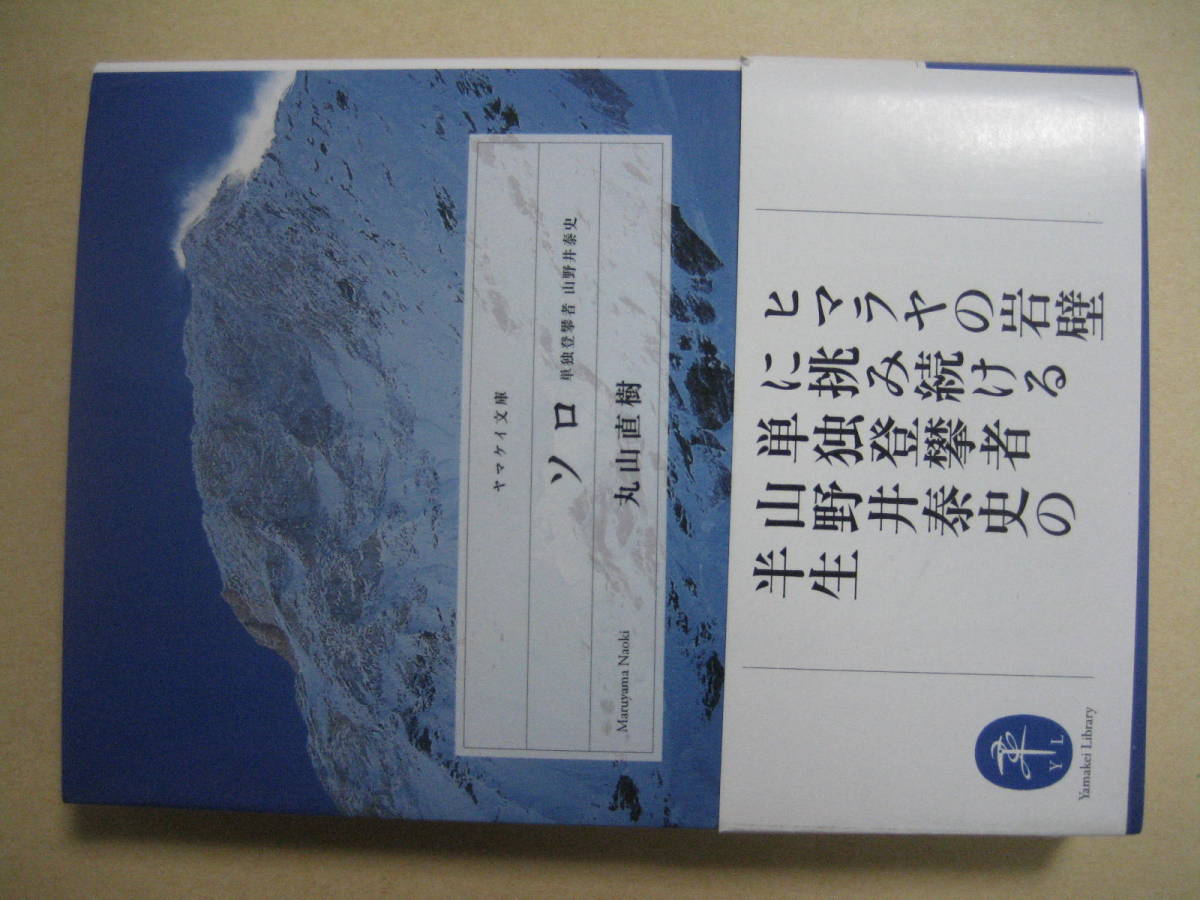 ヤマケイ文庫
ソロ 単独登攀者 山野井泰史
丸山直樹
Maruyama Naoki
ヒマラヤの岩壁
に挑み続ける
単独登攀者
山野井泰史の
半生
Y L
Yamakei Library